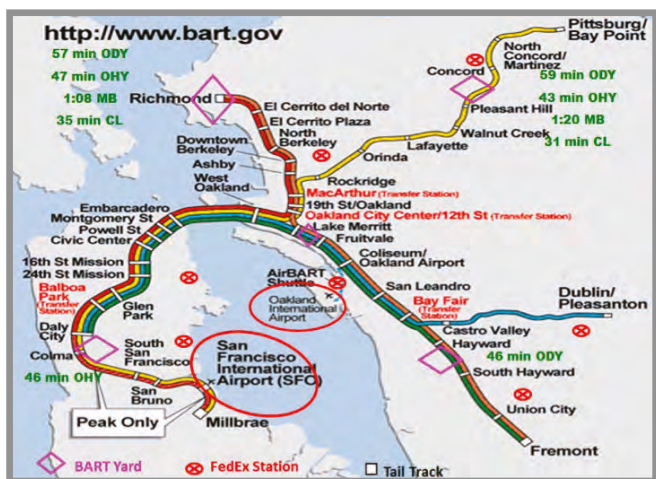 http://www.bart.gov
57 min ODY
47 min OHY
1:08 MB
35 min CL
Richmond
Pittsburg/
Bay Point
North
Concord/
Martinez
Concord
59 min ODY
43 min OHY
1:20 MB
31 min CL
Pleasant Hill
Walnut Creek
Lafayette
Orinda
Rockridge
El Cerrito del Norte
El Cerrito Plaza
North
Berkeley
Downtown
Berkeley
Ashby
West
Oakland
MacArthur (Transfer Station)
19th St/Oakland
Oakland City Center/12th St (Transfer Station)
Lake Merritt
Fruitvale
Coliseum/
Oakland Airport
Embarcadero
Montgomery St
Powell St
Civic Center
16th St Mission
24th St Mission
Balboa
Park
(Transfer
Station)
Glen
Park
Daly
City
Colma
46 min OHY
South
San
Francisco
San
Bruno
Peak Only
Millbrae
AirBART
Shuttle
Oakland
International
Airport
San
Francisco
International
Airport (SFO)
San Leandro
Bay Fair
(Transfer
Station)
Dublin/
Pleasanton
Castro Valley
Hayward
46 min ODY
South Hayward
Union City
Fremont
BART Yard
FedEx Station
Tail Track